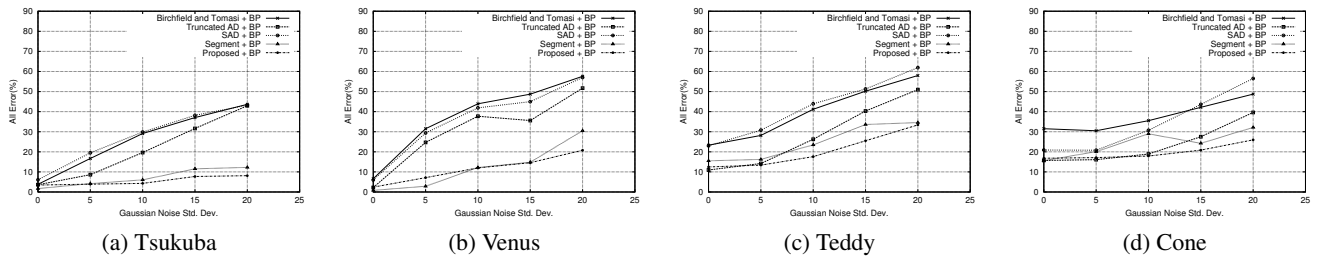 90
80
70
60
50
40
30
20
10
0
All Error(%)
Birchfield and Tomasi + BP
Truncated AD + BP
SAD + BP
Segment + BP
Proposed + BP
0 5 10 15 20 25
Gaussian Noise Std. Dev.
(a) Tsukuba
90
80
70
60
50
40
30
20
10
0
All Error(%)
Birchfield and Tomasi + BP
Truncated AD + BP
SAD + BP
Segment + BP
Proposed + BP
0 5 10 15 20 25
Gaussian Noise Std. Dev.
(b) Venus
90
80
70
60
50
40
30
20
10
0
All Error(%)
Birchfield and Tomasi + BP
Truncated AD + BP
SAD + BP
Segment + BP
Proposed + BP
0 5 10 15 20 25
Gaussian Noise Std. Dev.
(c) Teddy
90
80
70
60
50
40
30
20
10
0
All Error(%)
Birchfield and Tomasi + BP
Truncated AD + BP
SAD + BP
Segment + BP
Proposed + BP
0 5 10 15 20 25
Gaussian Noise Std. Dev.
(d) Cone